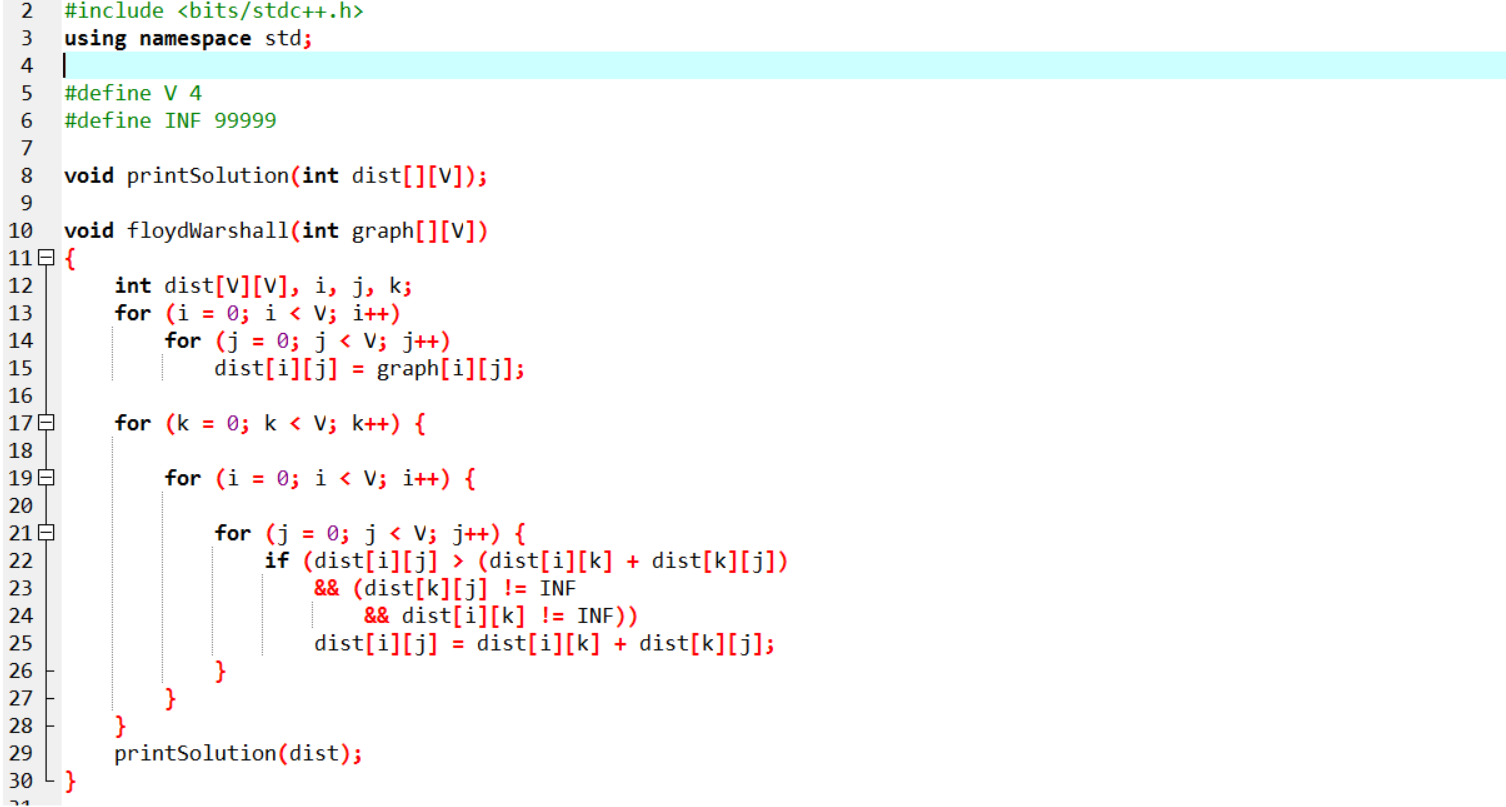 2 #include <bits/stdc++.h>
3 using namespace std;
4
5 #define V 4
6 #define INF 99999
7
8 void printSolution(int dist[][V]);
9
10 void floydWarshall(int graph[][V])
11 {
12     int dist[V][V], i, j, k;
13     for (i = 0; i < V; i++)
14         for (j = 0; j < V; j++)
15             dist[i][j] = graph[i][j];
16
17     for (k = 0; k < V; k++) {
18
19         for (i = 0; i < V; i++) {
20
21             for (j = 0; j < V; j++) {
22                 if (dist[i][j] > (dist[i][k] + dist[k][j])
23                     && (dist[k][j] != INF
24                         && dist[i][k] != INF))
25                     dist[i][j] = dist[i][k] + dist[k][j];
26             }
27         }
28     }
29     printSolution(dist);
30 }